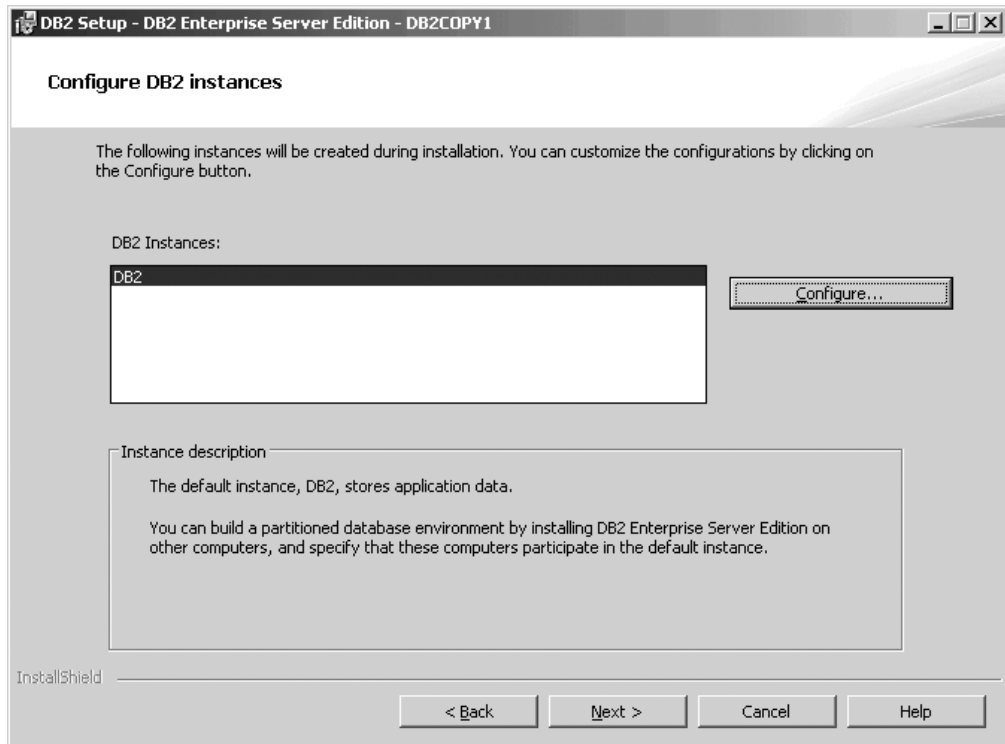 DB2 Setup - DB2 Enterprise Server Edition - DB2COPY1
Configure DB2 instances
The following instances will be created during installation. You can customize the configurations by clicking on
the Configure button.
DB2 Instances:
DB2
Configure...
Instance description
The default instance, DB2, stores application data.
You can build a partitioned database environment by installing DB2 Enterprise Server Edition on
other computers, and specify that these computers participate in the default instance.
InstallShield
< Back
Next >
Cancel
Help